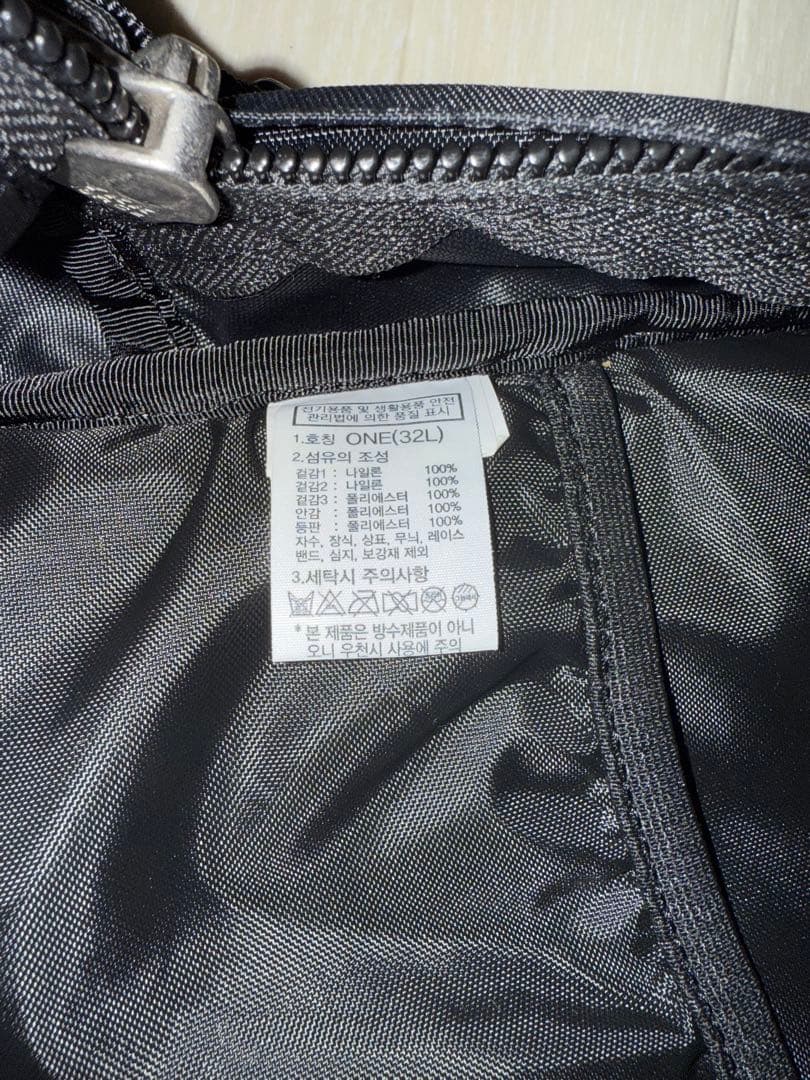 전기용품 및 생활용품 안전
관리법에 의한 품질 표시
1.호칭 ONE(32L)
2.섬유의 조성
겉감1 : 나일론 100%
겉감2 : 나일론 100%
겉감3 : 폴리에스터 100%
안감 : 폴리에스터 100%
등판 : 폴리에스터 100%
자수, 장식, 상표, 무늬, 레이스
밴드, 심지, 보강재 제외
3.세탁시 주의사항
* 본 제품은 방수제품이 아니
오니 우천시 사용에 주의